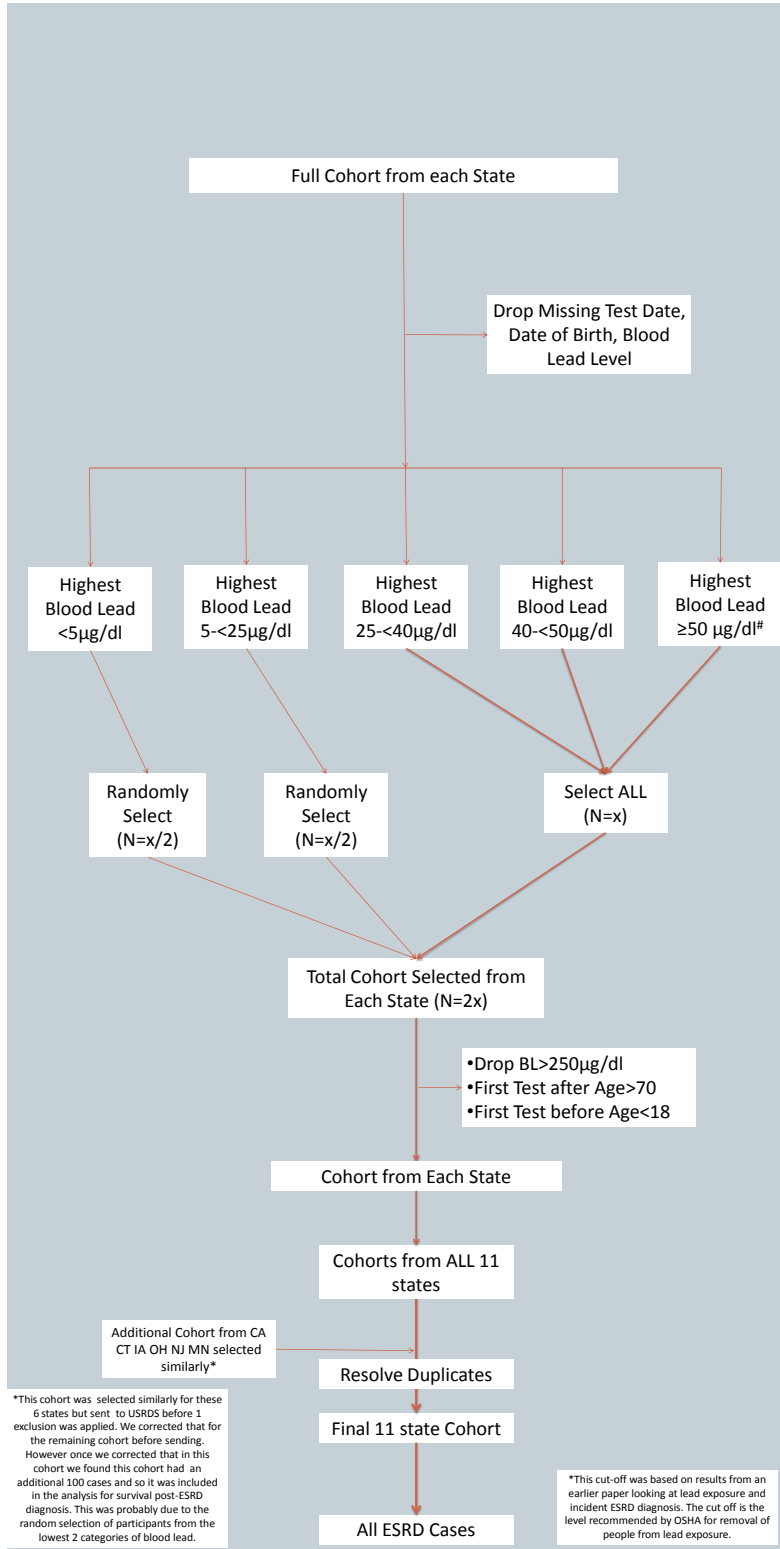 Full Cohort from each State
Drop Missing Test Date,
Date of Birth, Blood
Lead Level
Highest
Blood Lead
<5µg/dl
Highest
Blood Lead
5-<25µg/dl
Highest
Blood Lead
25-<40µg/dl
Highest
Blood Lead
40-<50µg/dl
Highest
Blood Lead
≥50 µg/dl#
Randomly
Select
(N=x/2)
Randomly
Select
(N=x/2)
Select ALL
(N=x)
Total Cohort Selected from
Each State (N=2x)
•Drop BL>250µg/dl
•First Test after Age>70
•First Test before Age<18
Cohort from Each State
Cohorts from ALL 11
states
Additional Cohort from CA
CT IA OH NJ MN selected
similarly*
Resolve Duplicates
Final 11 state Cohort
All ESRD Cases
*This cohort was selected similarly for these
6 states but sent to USRDS before 1
exclusion was applied. We corrected that for
the remaining cohort before sending.
However once we corrected that in this
cohort we found this cohort had an
additional 100 cases and so it was included
in the analysis for survival post-ESRD
diagnosis. This was probably due to the
random selection of participants from the
lowest 2 categories of blood lead.
*This cut-off was based on results from an
earlier paper looking at lead exposure and
incident ESRD diagnosis. The cut off is the
level recommended by OSHA for removal of
people from lead exposure.